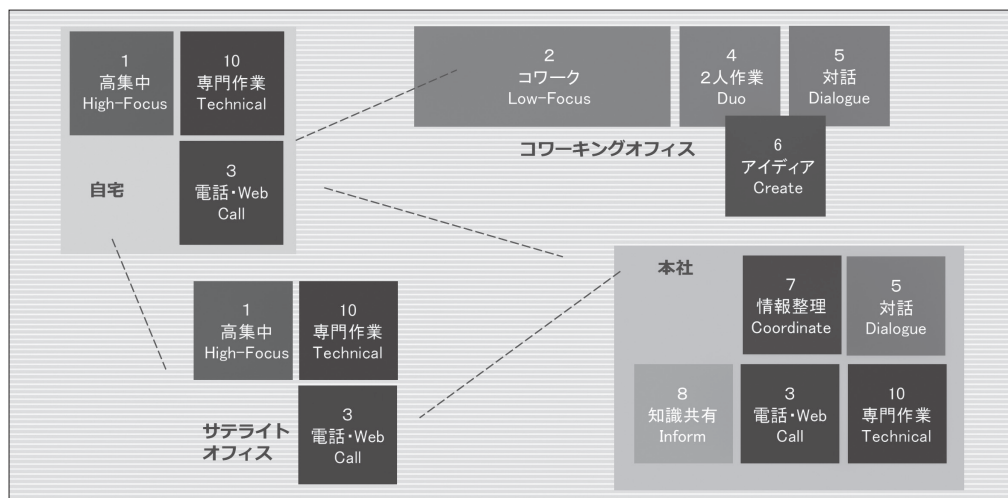 1
高集中
High-Focus
10
専門作業
Technical
3
電話・Web
Call
自宅
2
コワーク
Low-Focus
4
2人作業
Duo
5
対話
Dialogue
6
アイディア
Create
コワーキングオフィス
1
高集中
High-Focus
10
専門作業
Technical
3
電話・Web
Call
サテライト
オフィス
本社
7
情報整理
Coordinate
5
対話
Dialogue
8
知識共有
Inform
3
電話・Web
Call
10
専門作業
Technical